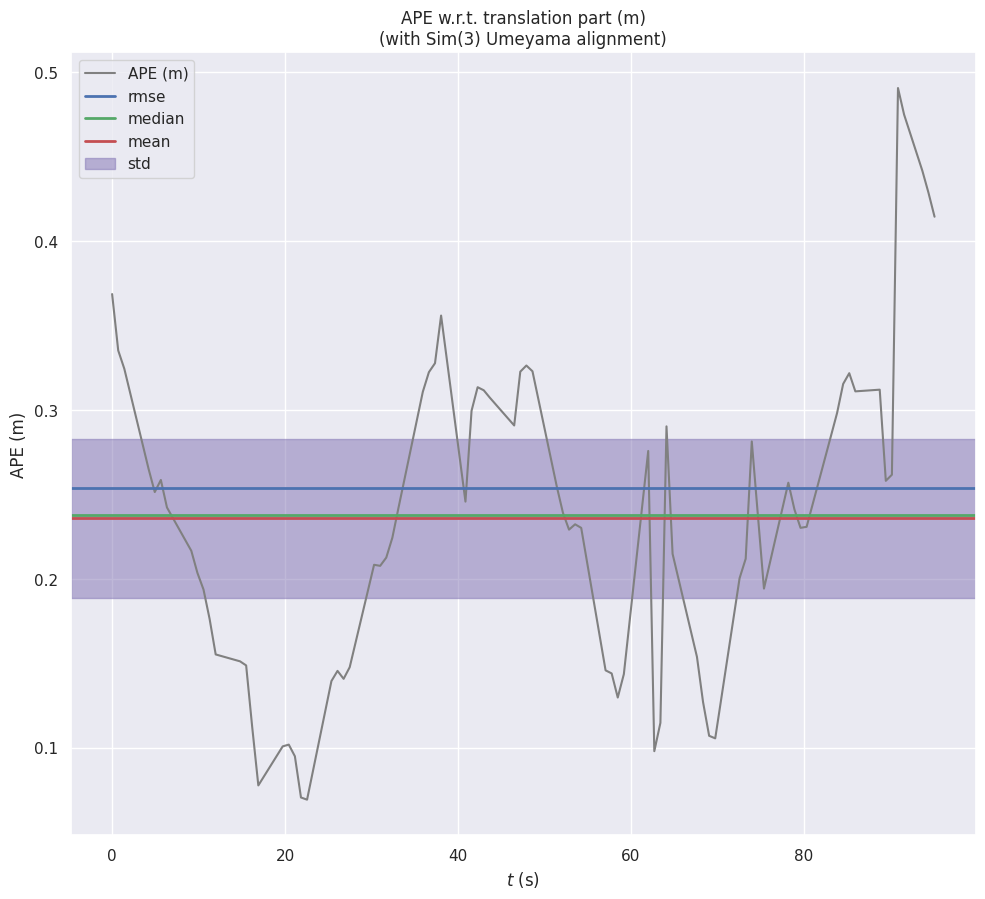 APE w.r.t. translation part (m)
(with Sim(3) Umeyama alignment)
APE (m)
rmse
median
mean
std
0.5
0.4
0.3
0.2
0.1
APE (m)
0 20 40 60 80
t (s)